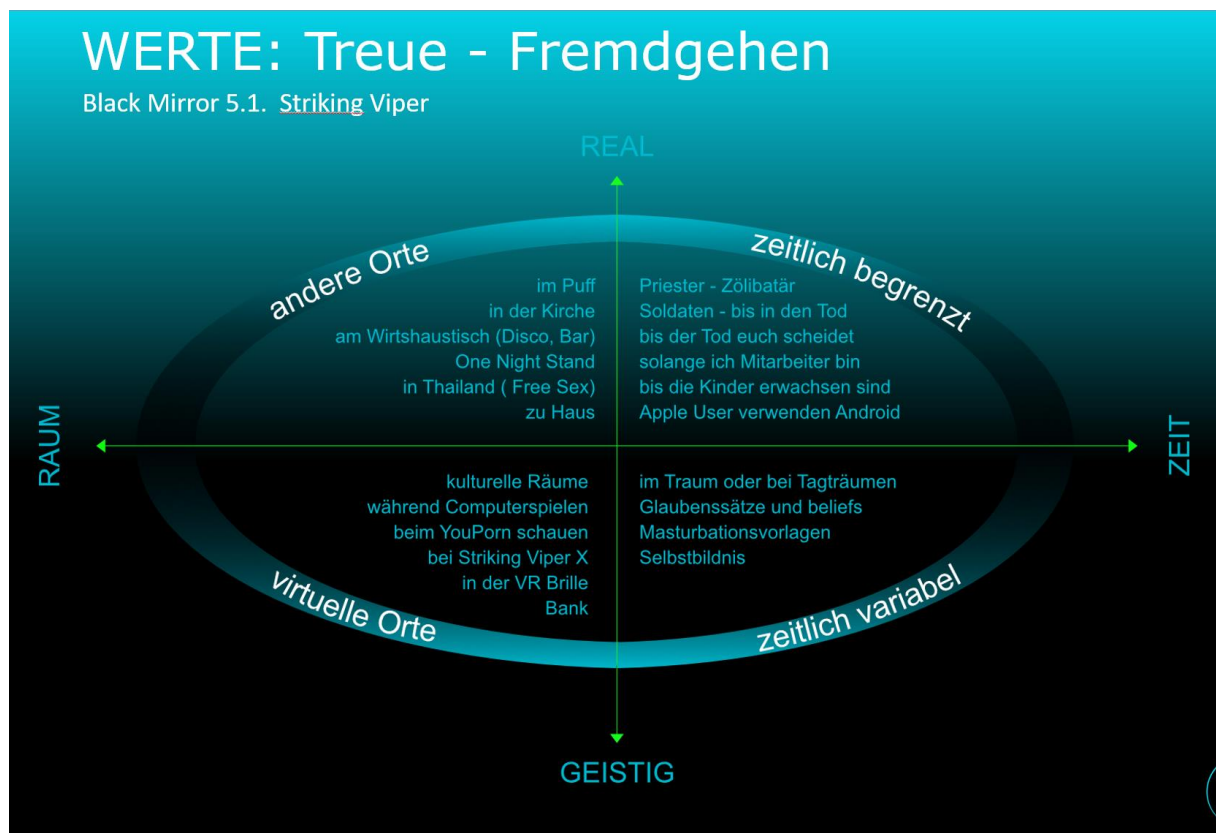 WERTE: Treue - Fremdgehen
Black Mirror 5.1. Striking Viper
REAL
andere Orte
zeitlich begrenzt
im Puff
in der Kirche
am Wirtshaustisch (Disco, Bar)
One Night Stand
in Thailand ( Free Sex)
zu Haus
Priester - Zölibatär
Soldaten - bis in den Tod
bis der Tod euch scheidet
solange ich Mitarbeiter bin
bis die Kinder erwachsen sind
Apple User verwenden Android
RAUM
ZEIT
kulturelle Räume
während Computerspielen
beim YouPorn schauen
bei Striking Viper X
in der VR Brille
Bank
im Traum oder bei Tagträumen
Glaubenssätze und beliefs
Masturbationsvorlagen
Selbstbildnis
virtuelle Orte
zeitlich variabel
GEISTIG